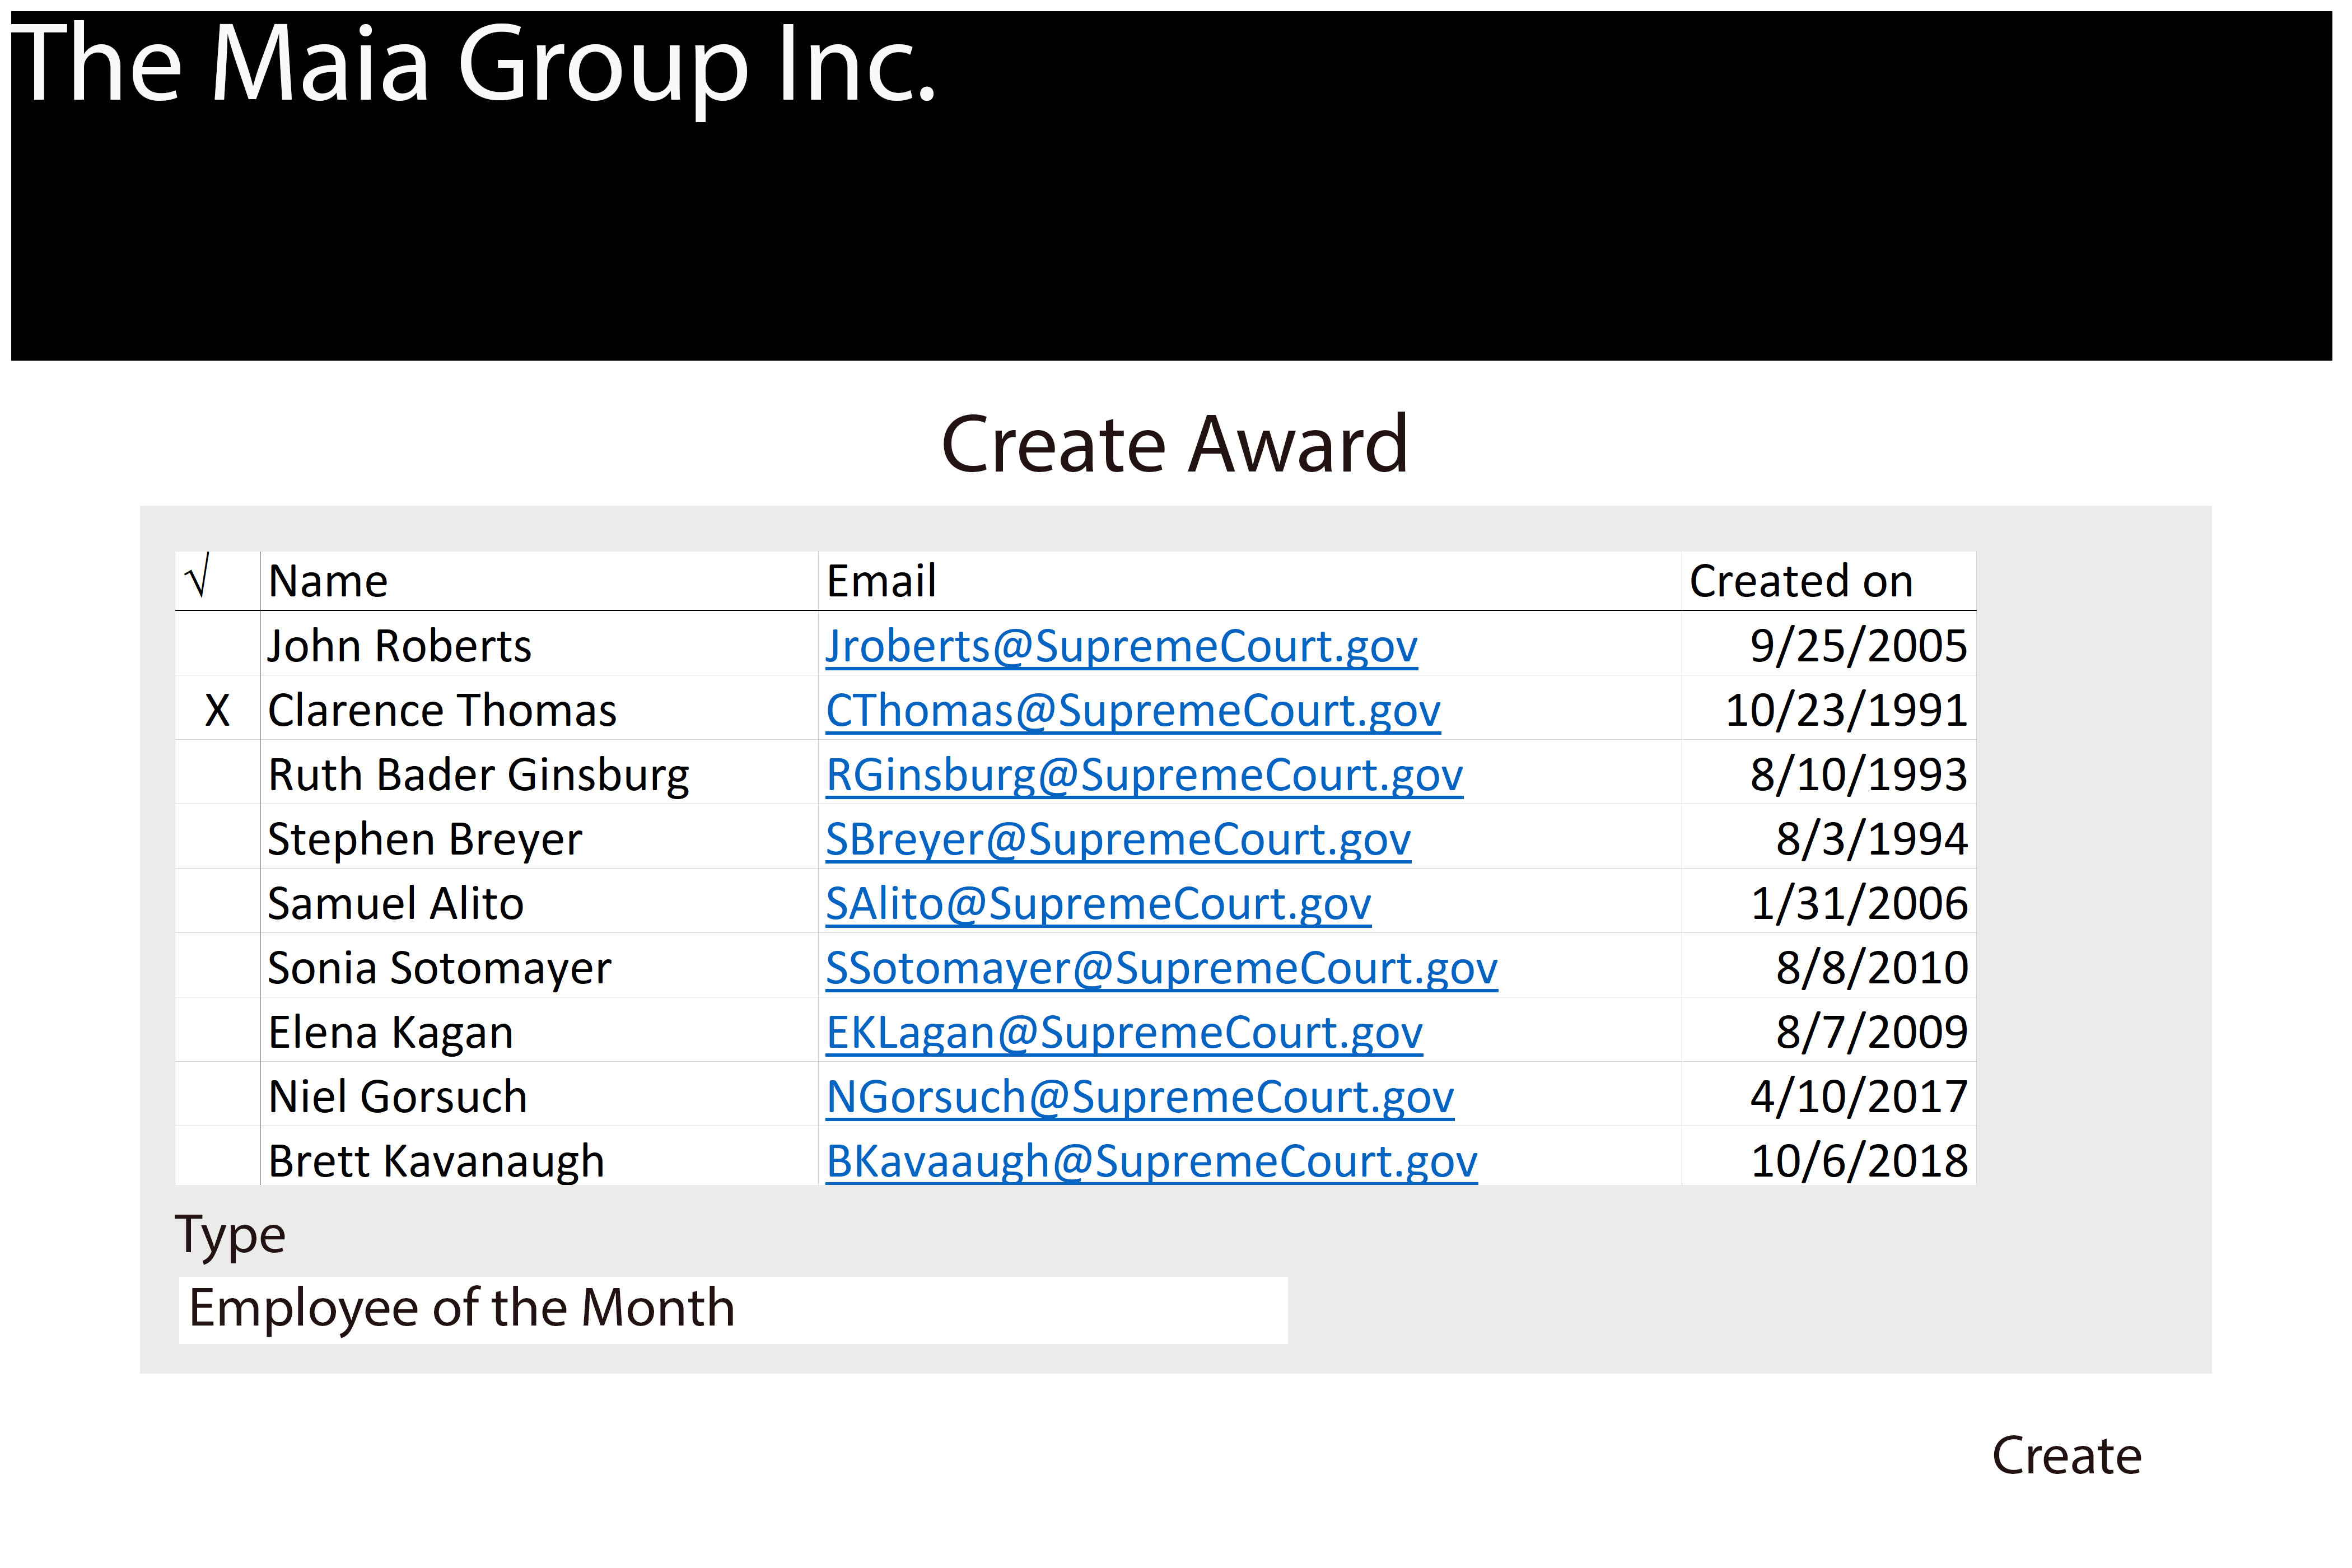 The Maia Group Inc.
Create Award
√ Name Email Created on
John Roberts Jroberts@SupremeCourt.gov 9/25/2005
X Clarence Thomas CThomas@SupremeCourt.gov 10/23/1991
Ruth Bader Ginsburg RGinsburg@SupremeCourt.gov 8/10/1993
Stephen Breyer SBreyer@SupremeCourt.gov 8/3/1994
Samuel Alito SAlito@SupremeCourt.gov 1/31/2006
Sonia Sotomayer SSotomayer@SupremeCourt.gov 8/8/2010
Elena Kagan EKLagan@SupremeCourt.gov 8/7/2009
Niel Gorsuch NGorsuch@SupremeCourt.gov 4/10/2017
Brett Kavanaugh BKavaaugh@SupremeCourt.gov 10/6/2018
Type
Employee of the Month
Create